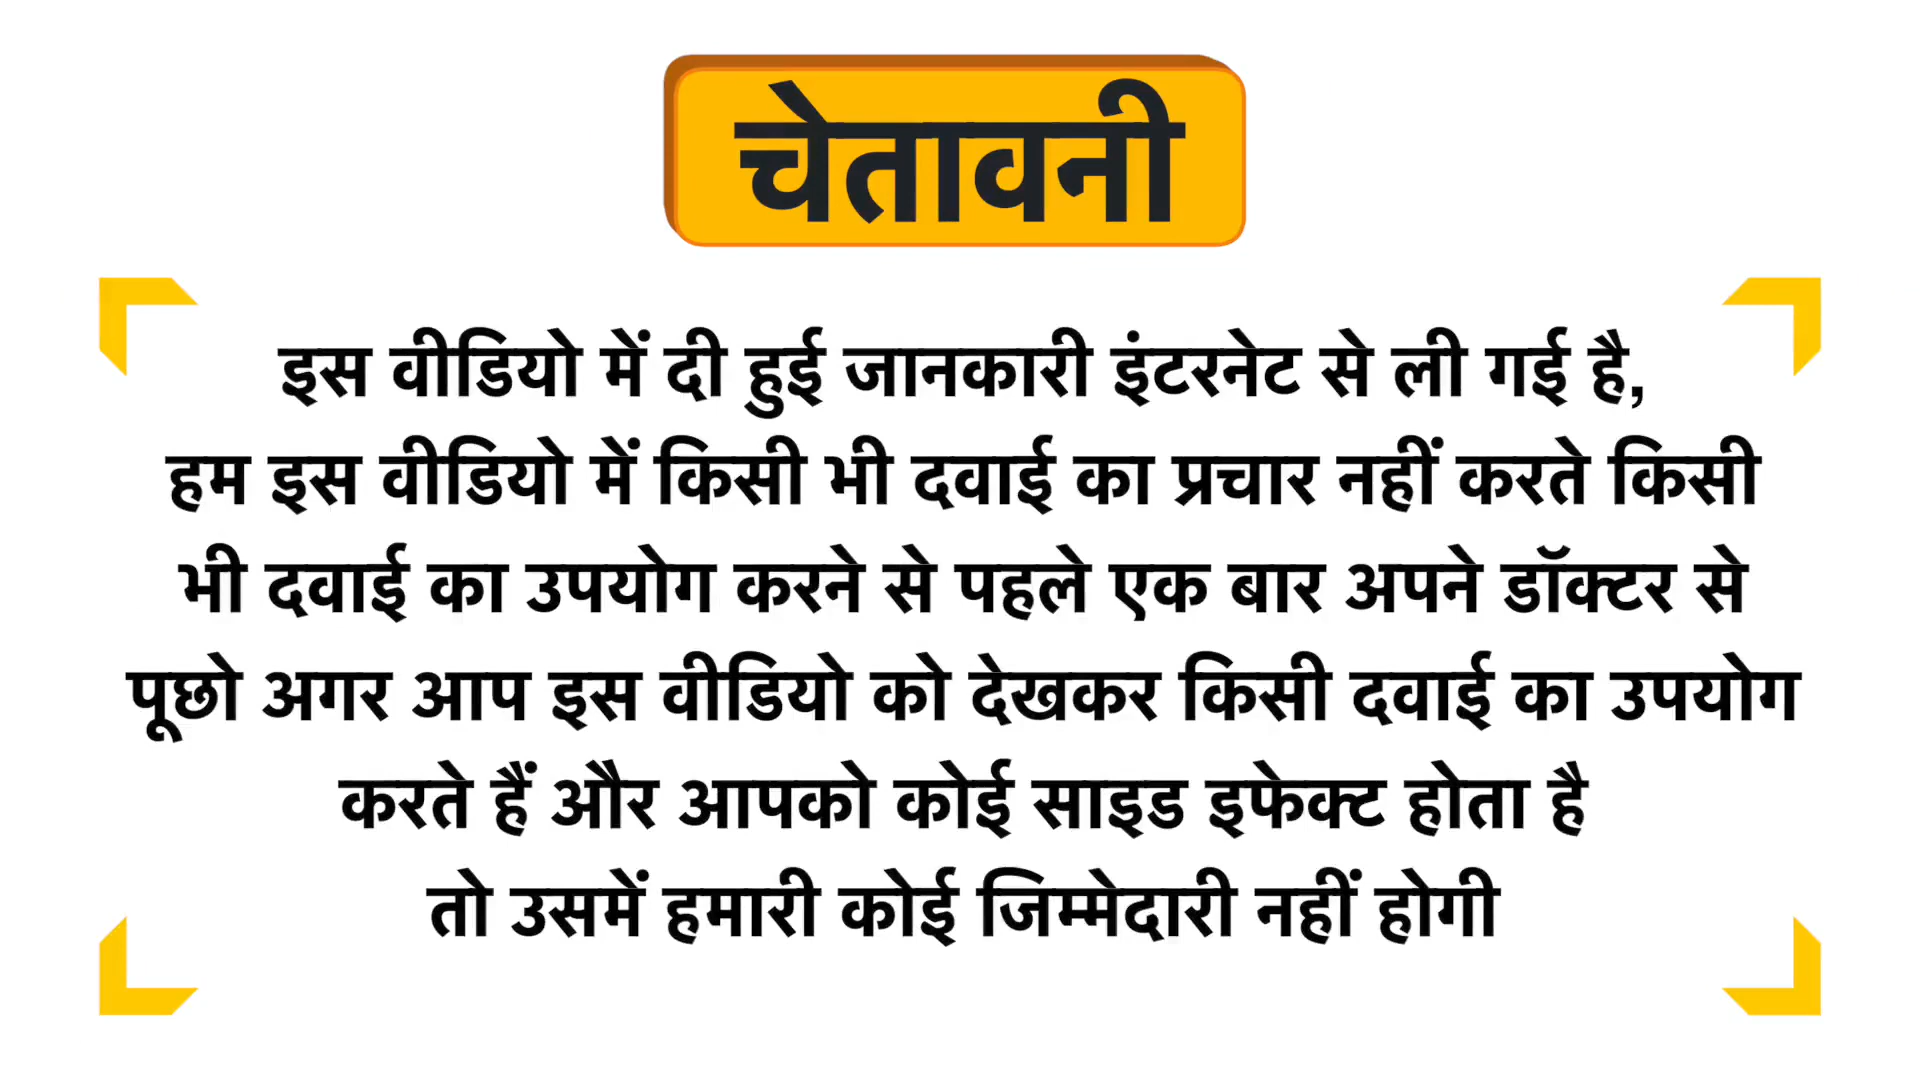 चेतावनी
इस वीडियो में दी हुई जानकारी इंटरनेट से ली गई है,
हम इस वीडियो में किसी भी दवाई का प्रचार नहीं करते किसी
भी दवाई का उपयोग करने से पहले एक बार अपने डॉक्टर से
पूछो अगर आप इस वीडियो को देखकर किसी दवाई का उपयोग
करते हैं और आपको कोई साइड इफेक्ट होता है
तो उसमें हमारी कोई जिम्मेदारी नहीं होगी